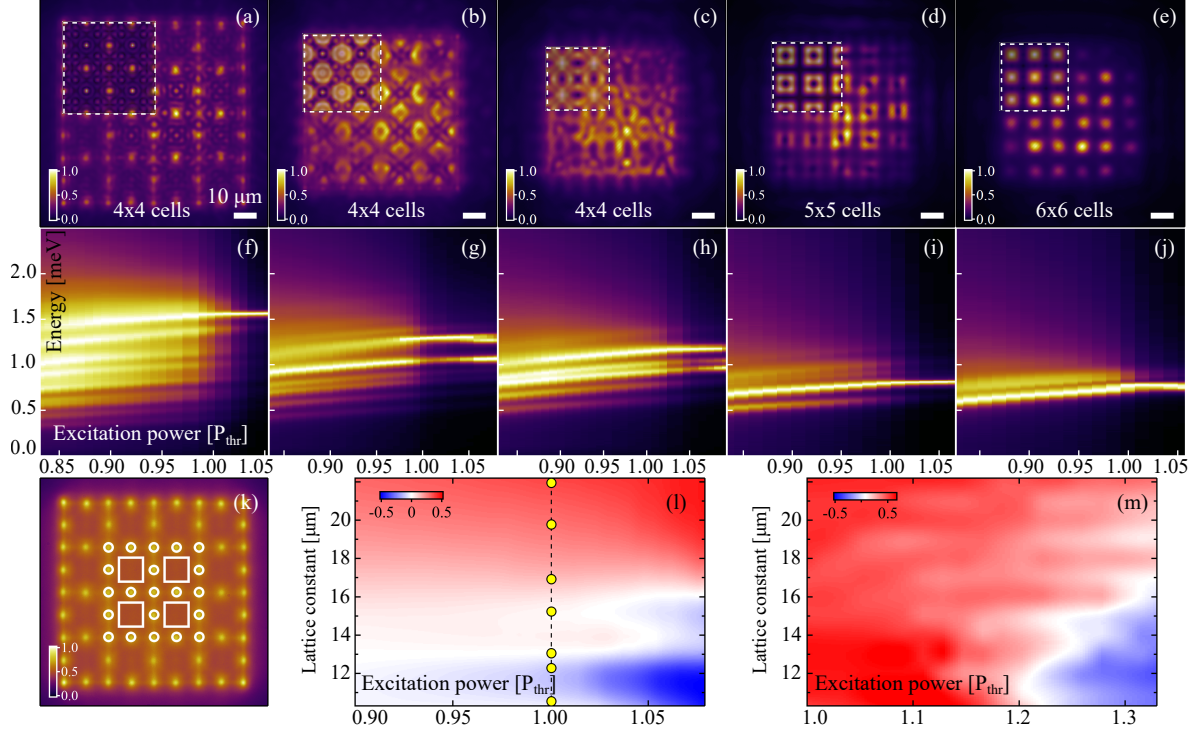 (a) (b) (c) (d) (e)
1.0 1.0 1.0 1.0 1.0
0.5 10 μm 0.5 0.5 0.5 0.5
0.0 4x4 cells 0.0 4x4 cells 0.0 4x4 cells 0.0 5x5 cells 0.0 6x6 cells
(f) (g) (h) (i) (j)
Energy [meV]
2.0
1.5
1.0
0.5
0.0
Excitation power [P_thr]
0.85 0.90 0.95 1.00 1.05 0.90 0.95 1.00 1.05 0.90 0.95 1.00 1.05 0.90 0.95 1.00 1.05 0.90 0.95 1.00 1.05
(k)
1.0
0.5
0.0
(l)
-0.5 0 0.5
Lattice constant [μm]
20
18
16
14
12
Excitation power [P_thr]
0.90 0.95 1.00 1.05
(m)
-0.5 0 0.5
Lattice constant [μm]
20
18
16
14
12
Excitation power [P_thr]
1.0 1.1 1.2 1.3